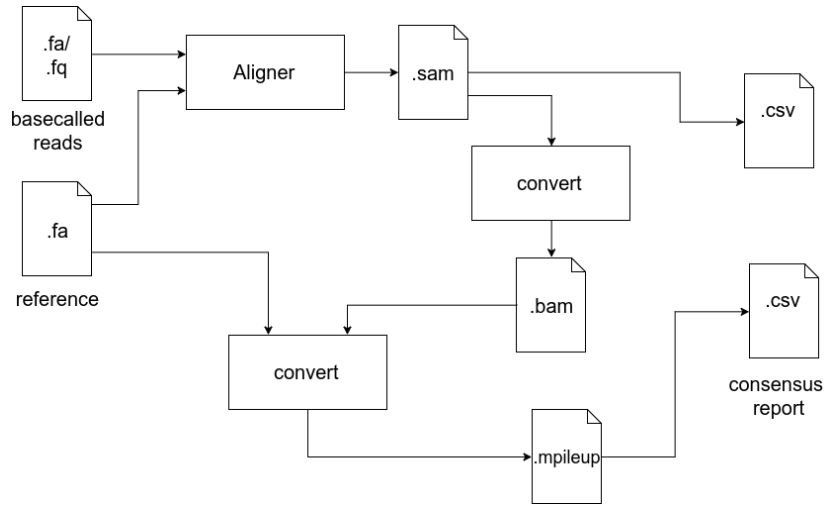 .fa/
.fq
basecalled
reads
Aligner
.sam
.csv
convert
.fa
reference
.bam
.csv
consensus
report
convert
.mpileup